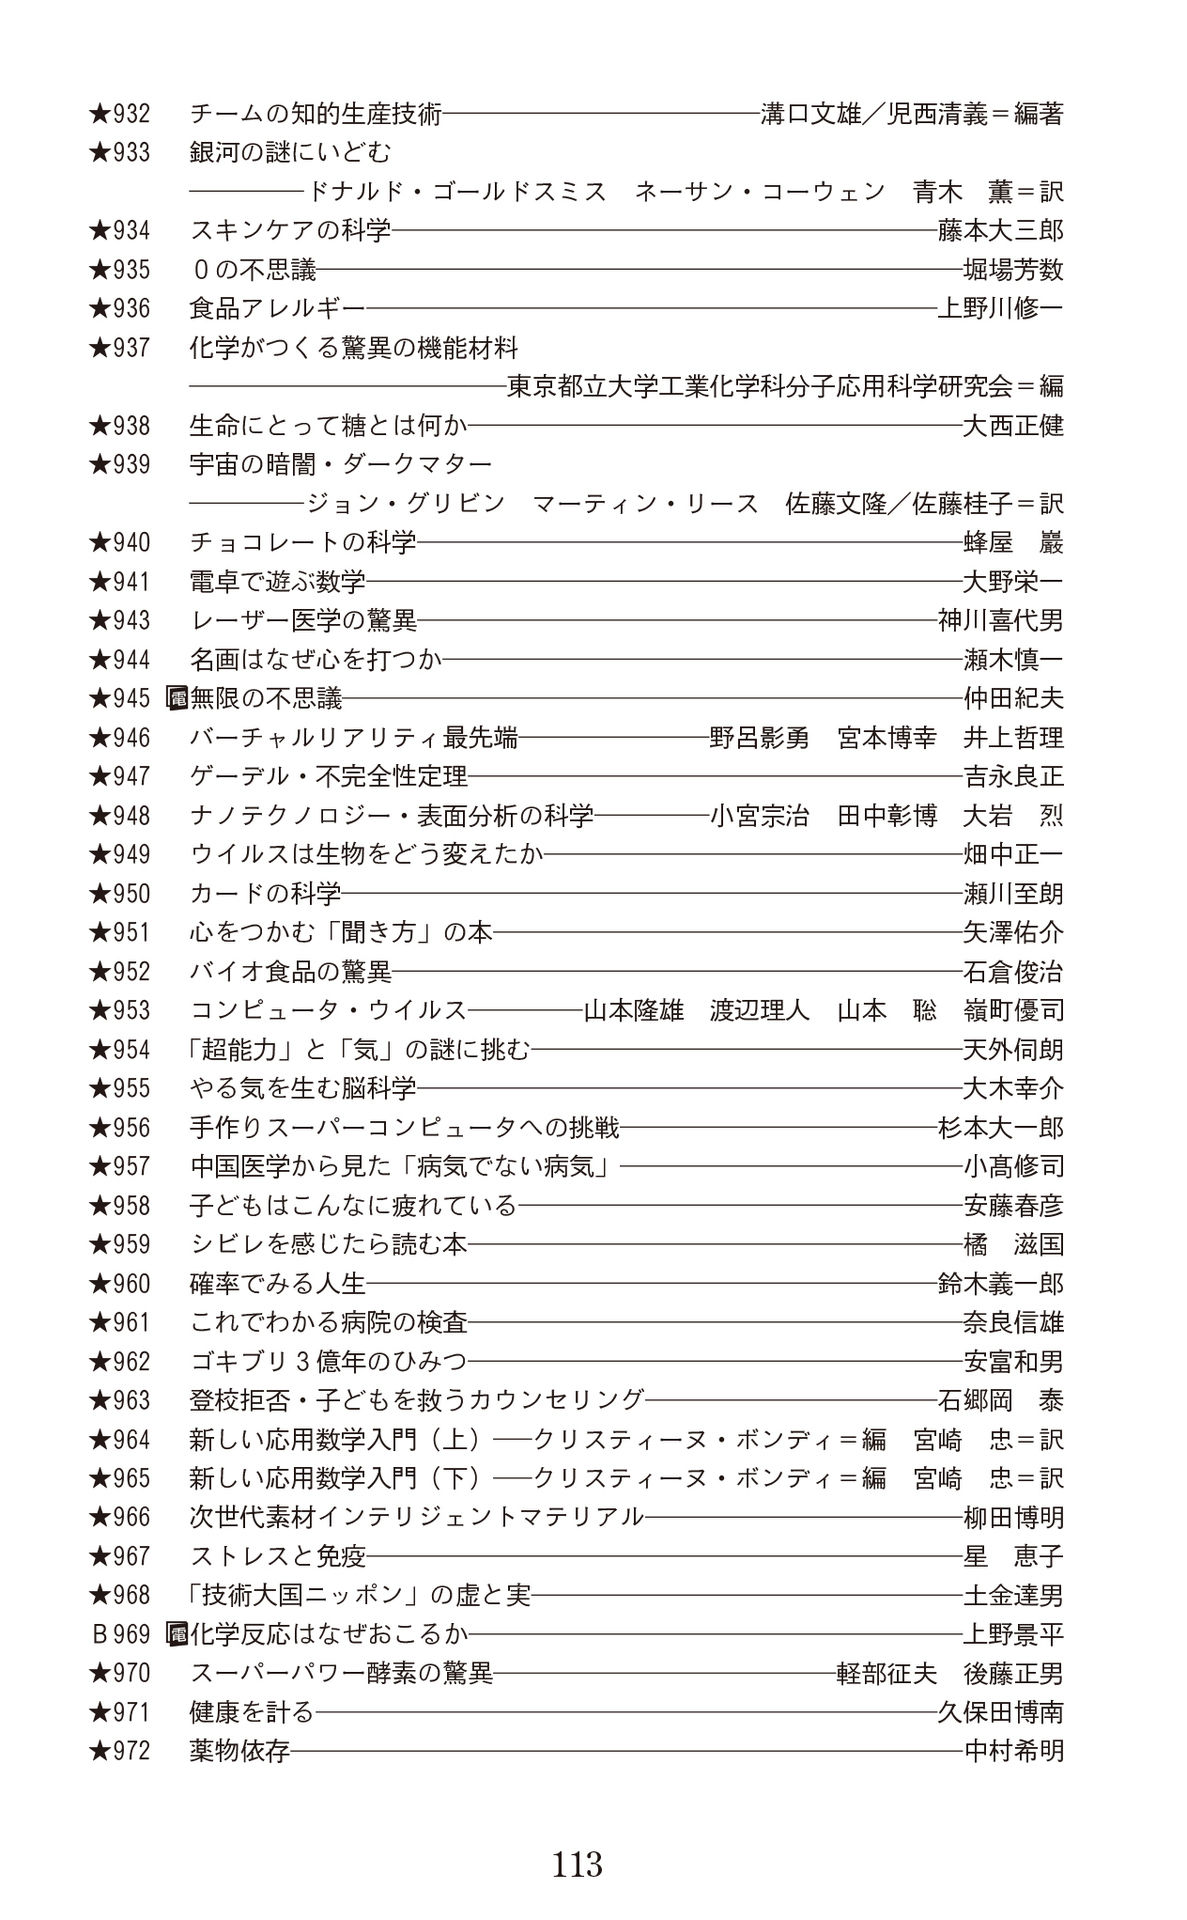 ★932 チームの知的生産技術――――溝口文雄／児西清義＝編著
★933 銀河の謎にいどむ
――――ドナルド・ゴールドスミス　ネーサン・コーウェン　青木　薫＝訳
★934 スキンケアの科学――――藤本大三郎
★935 ０の不思議――――堀場芳数
★936 食品アレルギー――――上野川修一
★937 化学がつくる驚異の機能材料
――――東京都立大学工業化学科分子応用科学研究会＝編
★938 生命にとって糖とは何か――――大西正健
★939 宇宙の暗闇・ダークマター
――――ジョン・グリビン　マーティン・リース　佐藤文隆／佐藤桂子＝訳
★940 チョコレートの科学――――蜂屋　巖
★941 電卓で遊ぶ数学――――大野栄一
★943 レーザー医学の驚異――――神川喜代男
★944 名画はなぜ心を打つか――――瀬木慎一
★945 電無限の不思議――――仲田紀夫
★946 バーチャルリアリティ最先端――――野呂影勇　宮本博幸　井上哲理
★947 ゲーデル・不完全性定理――――吉永良正
★948 ナノテクノロジー・表面分析の科学――――小宮宗治　田中彰博　大岩　烈
★949 ウイルスは生物をどう変えたか――――畑中正一
★950 カードの科学――――瀬川至朗
★951 心をつかむ「聞き方」の本――――矢澤佑介
★952 バイオ食品の驚異――――石倉俊治
★953 コンピュータ・ウイルス――――山本隆雄　渡辺理人　山本　聡　嶺町優司
★954 「超能力」と「気」の謎に挑む――――天外伺朗
★955 やる気を生む脳科学――――大木幸介
★956 手作りスーパーコンピュータへの挑戦――――杉本大一郎
★957 中国医学から見た「病気でない病気」――――小髙修司
★958 子どもはこんなに疲れている――――安藤春彦
★959 シビレを感じたら読む本――――橘　滋国
★960 確率でみる人生――――鈴木義一郎
★961 これでわかる病院の検査――――奈良信雄
★962 ゴキブリ３億年のひみつ――――安富和男
★963 登校拒否・子どもを救うカウンセリング――――石郷岡　泰
★964 新しい応用数学入門（上）――クリスティーヌ・ボンディ＝編　宮崎　忠＝訳
★965 新しい応用数学入門（下）――クリスティーヌ・ボンディ＝編　宮崎　忠＝訳
★966 次世代素材インテリジェントマテリアル――――柳田博明
★967 ストレスと免疫――――星　恵子
★968 「技術大国ニッポン」の虚と実――――土金達男
Ｂ969 電化学反応はなぜおこるか――――上野景平
★970 スーパーパワー酵素の驚異――――軽部征夫　後藤正男
★971 健康を計る――――久保田博南
★972 薬物依存――――中村希明
113